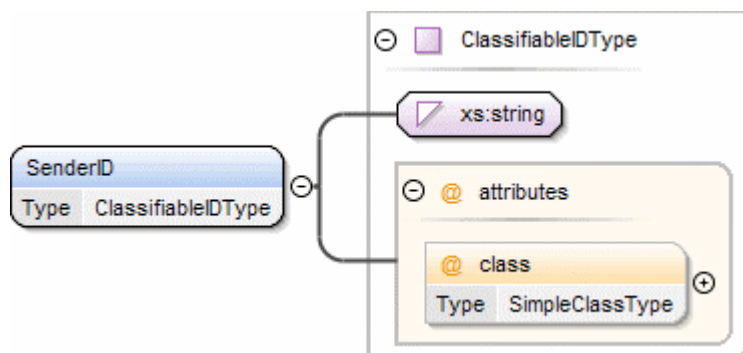 ClassifiableIDType
xs:string
SenderID
Type ClassifiableIDType
@ attributes
@ class
Type SimpleClassType